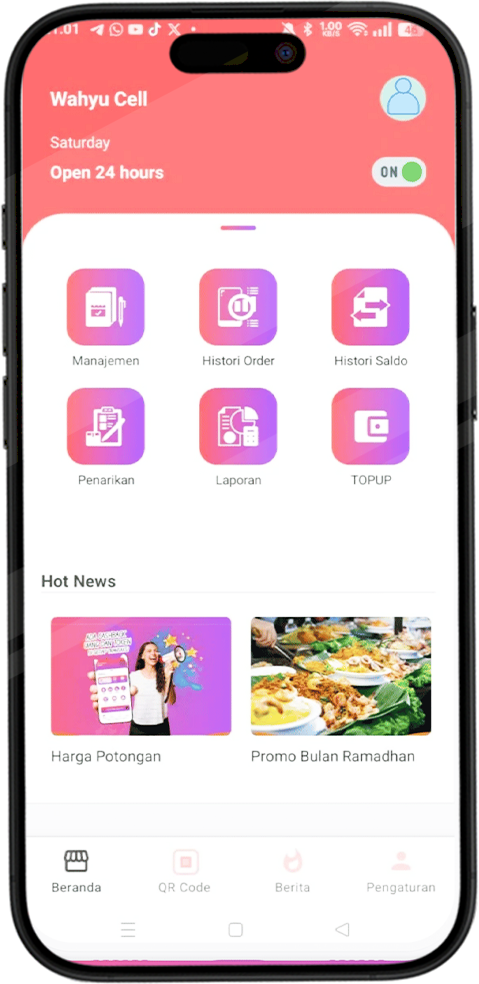 1.01
1.00
KB/S
46
Wahyu Cell
Saturday
Open 24 hours
ON
Manajemen
Histori Order
Histori Saldo
Penarikan
Laporan
TOPUP
Hot News
Harga Potongan
Promo Bulan Ramadhan
Beranda
QR Code
Berita
Pengaturan